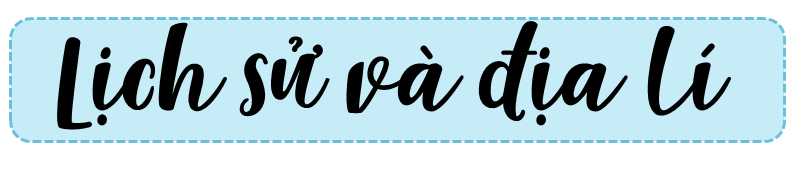 Lịch sử và địa lí